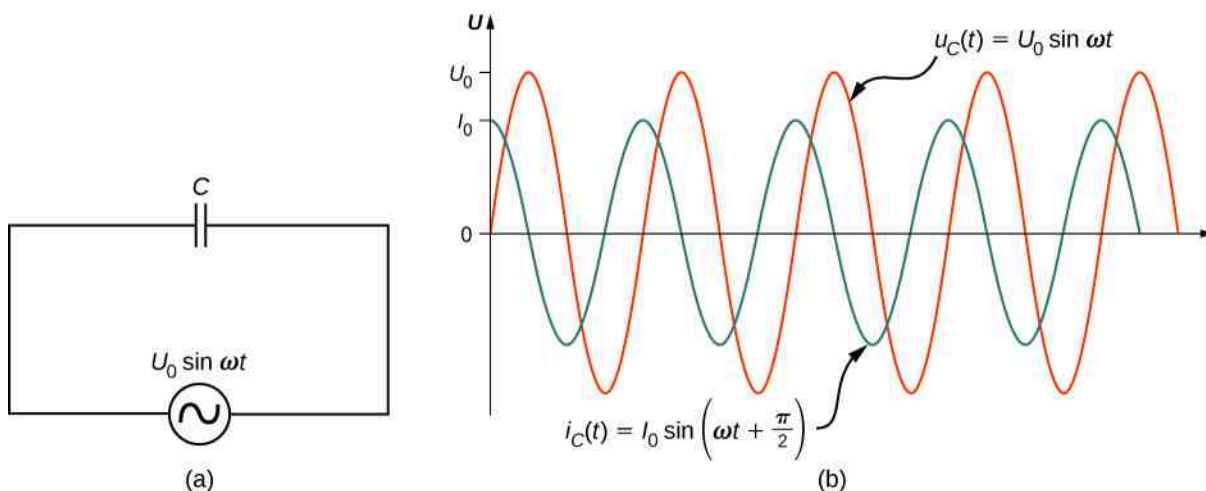 C
U₀ sin ωt
(a)
U
U₀
I₀
0
u_C(t) = U₀ sin ωt
i_C(t) = I₀ sin (ωt + π/2)
(b)